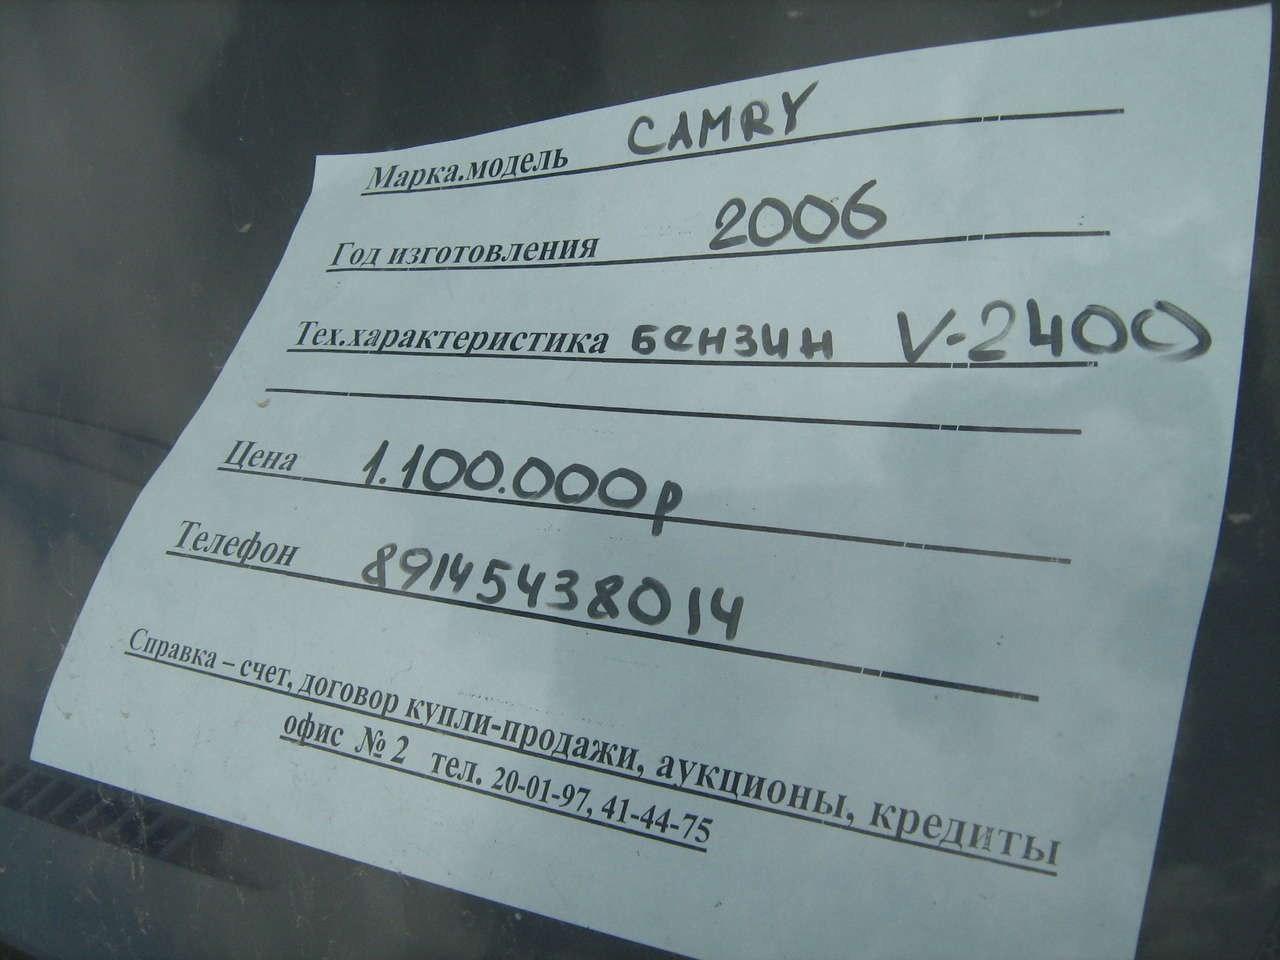 Марка.модель CAMRY
Год изготовления 2006
Тех.характеристика бензин V-2400
Цена 1.100.000р
Телефон 89145438014
Справка – счет, договор купли-продажи, аукционы, кредиты
офис № 2 тел. 20-01-97, 41-44-75